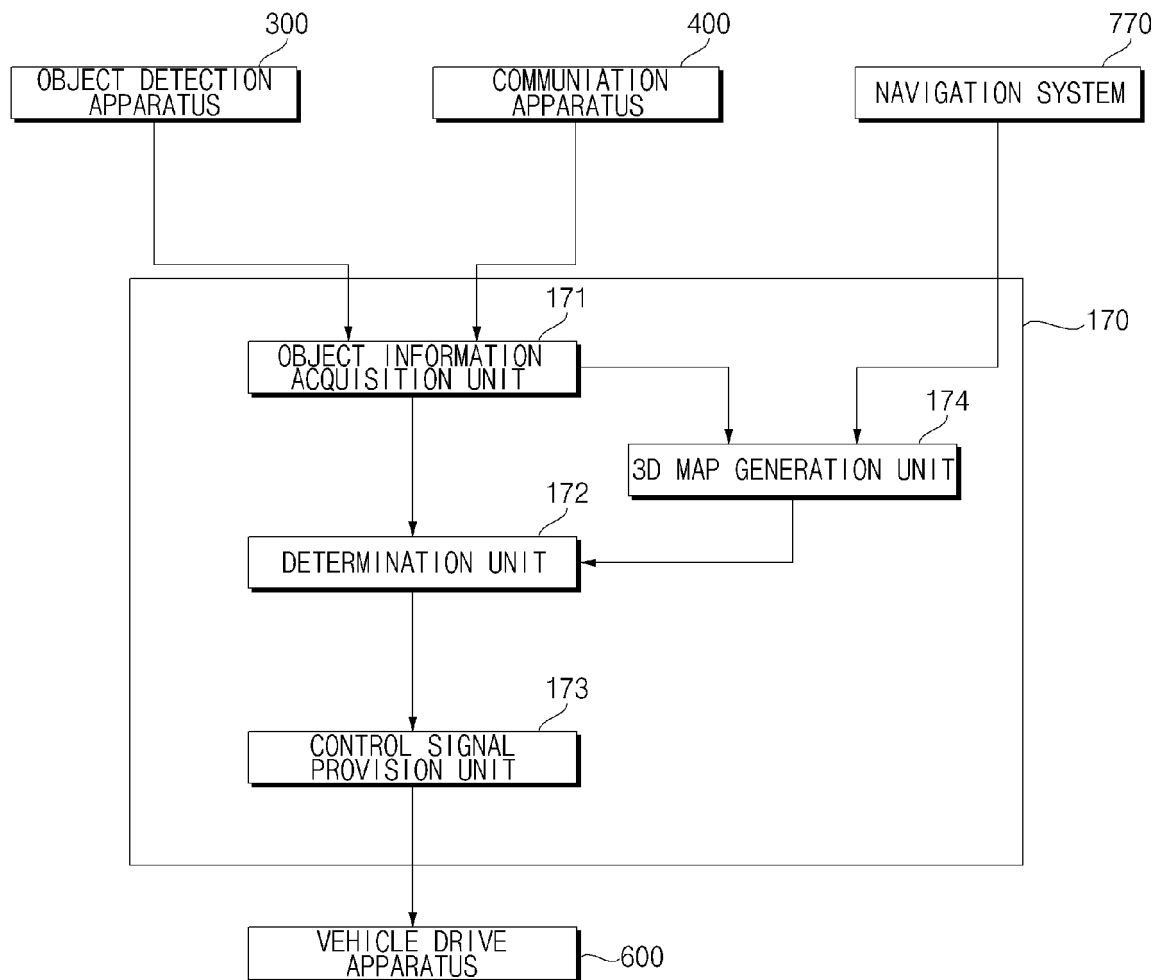 300
400
770
OBJECT DETECTION
APPARATUS
COMMUNIATION
APPARATUS
NAVIGATION SYSTEM
171
OBJECT INFORMATION
ACQUISITION UNIT
170
174
3D MAP GENERATION UNIT
172
DETERMINATION UNIT
173
CONTROL SIGNAL
PROVISION UNIT
VEHICLE DRIVE
APPARATUS
600